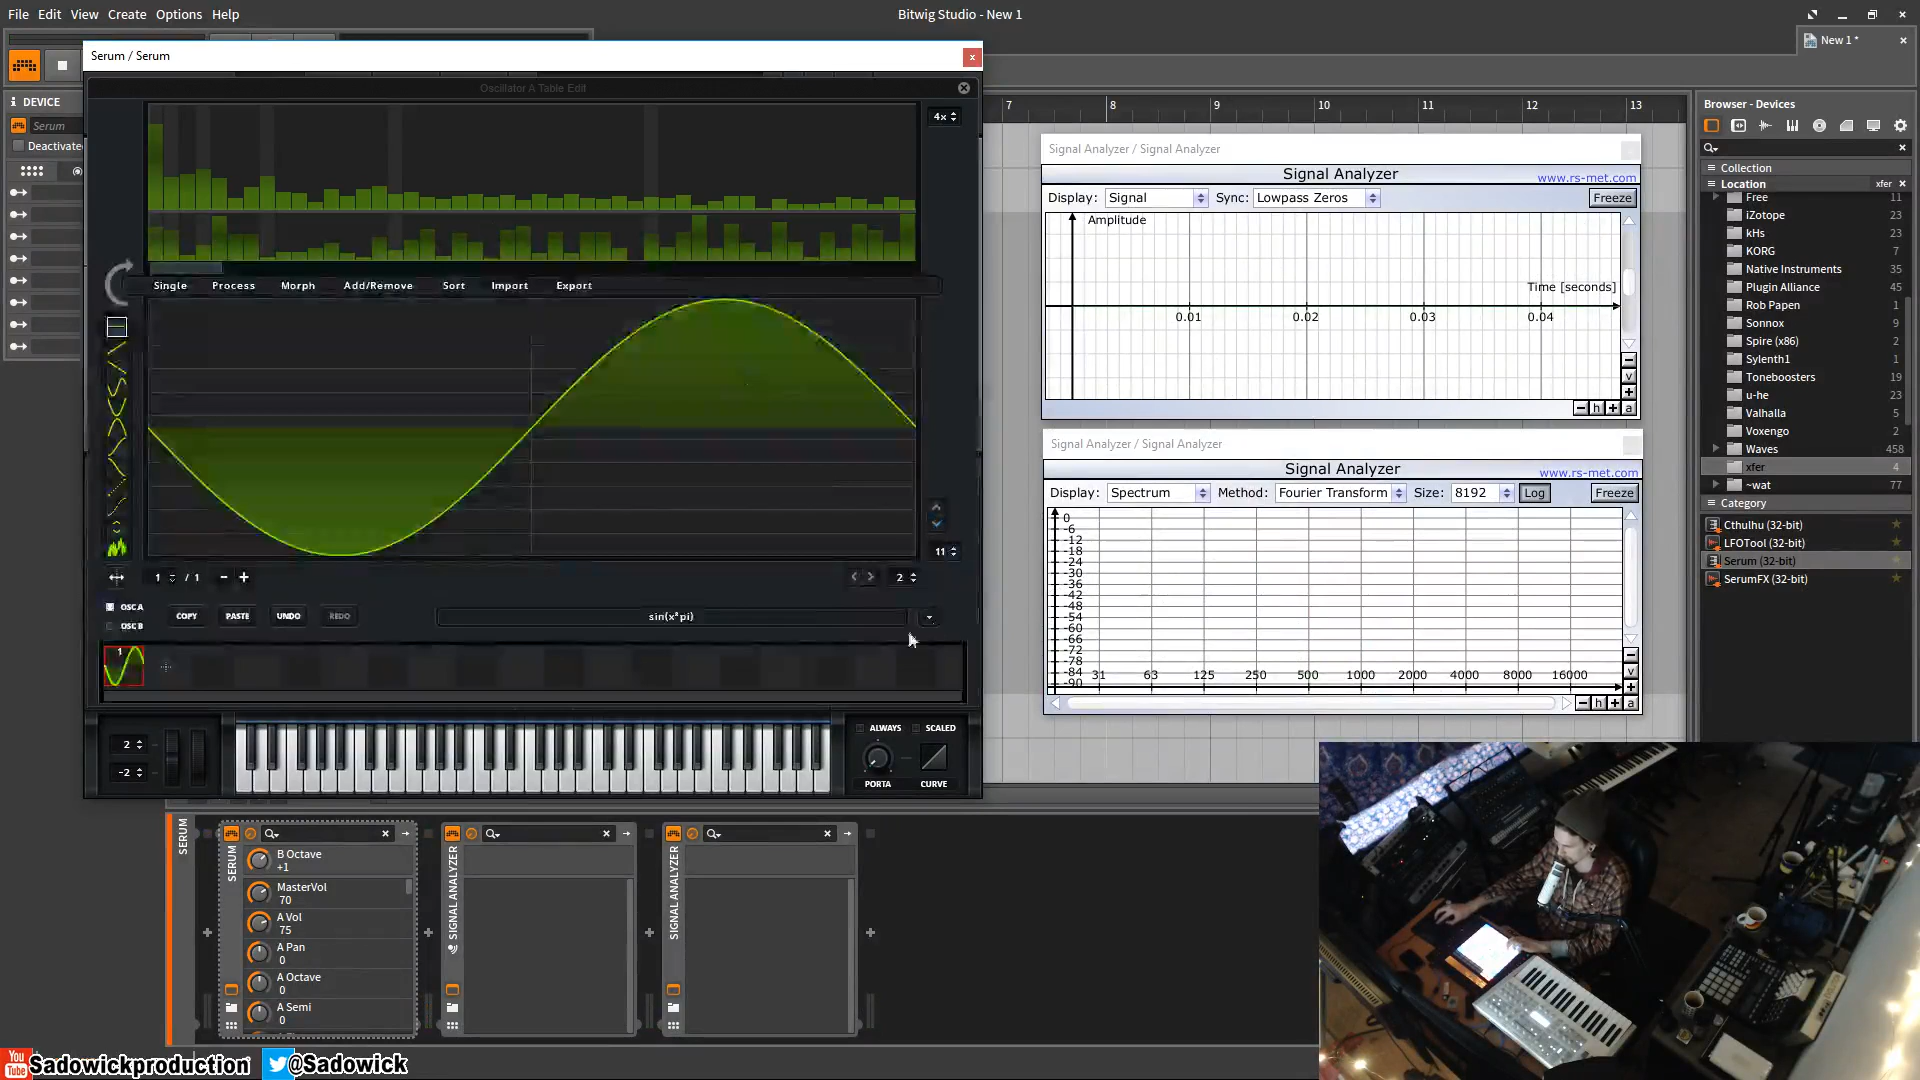 File Edit View Create Options Help
Bitwig Studio - New 1
New 1 *
Serum / Serum
Oscillator A Table Edit
DEVICE
Serum
Deactivate
4x
Single Process Morph Add/Remove Sort Import Export
11
1 / 1 - +
2
OSC A
OSC B
COPY PASTE UNDO REDO
sin(x*pi)
1
2
-2
ALWAYS SCALED
PORTA CURVE
7 8 9 10 11 12 13
Signal Analyzer / Signal Analyzer
Signal Analyzer
www.rs-met.com
Display: Signal Sync: Lowpass Zeros Freeze
Amplitude
Time [seconds]
0.01 0.02 0.03 0.04
v
- h + a
Signal Analyzer / Signal Analyzer
Signal Analyzer
www.rs-met.com
Display: Spectrum Method: Fourier Transform Size: 8192 Log Freeze
0
-6
-12
-18
-24
-30
-36
-42
-48
-54
-60
-66
-72
-78
-84
-90
31 63 125 250 500 1000 2000 4000 8000 16000
v
- h + a
Browser - Devices
Collection
Location xfer
Free 11
iZotope 23
kHs 23
KORG 7
Native Instruments 35
Plugin Alliance 45
Rob Papen 1
Sonnox 9
Spire (x86) 2
Sylenth1 1
Toneboosters 19
u-he 23
Valhalla 5
Voxengo 2
Waves 458
xfer 4
~wat 77
Category
Cthulhu (32-bit)
LFOTool (32-bit)
Serum (32-bit)
SerumFX (32-bit)
SERUM
SERUM
B Octave
+1
MasterVol
70
A Vol
75
A Pan
0
A Octave
0
A Semi
0
SIGNAL ANALYZER
SIGNAL ANALYZER
You Tube Sadowickproduction
@Sadowick